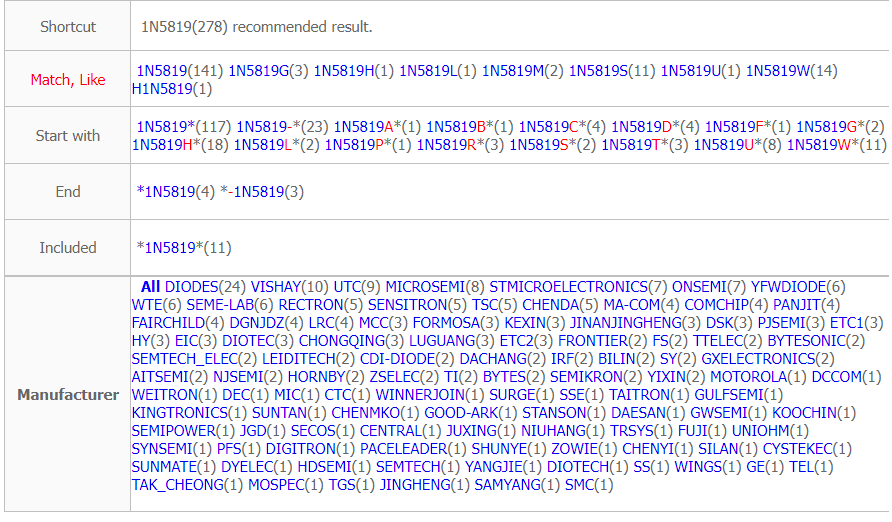 Shortcut
1N5819(278) recommended result.
Match, Like
1N5819(141) 1N5819G(3) 1N5819H(1) 1N5819L(1) 1N5819M(2) 1N5819S(11) 1N5819U(1) 1N5819W(14)
H1N5819(1)
Start with
1N5819*(117) 1N5819-*(23) 1N5819A*(1) 1N5819B*(1) 1N5819C*(4) 1N5819D*(4) 1N5819F*(1) 1N5819G*(2)
1N5819H*(18) 1N5819L*(2) 1N5819P*(1) 1N5819R*(3) 1N5819S*(2) 1N5819T*(3) 1N5819U*(8) 1N5819W*(11)
End
*1N5819(4) *-1N5819(3)
Included
*1N5819*(11)
Manufacturer
All DIODES(24) VISHAY(10) UTC(9) MICROSEMI(8) STMICROELECTRONICS(7) ONSEMI(7) YFWDIODE(6)
WTE(6) SEME-LAB(6) RECTRON(5) SENSITRON(5) TSC(5) CHENDA(5) MA-COM(4) COMCHIP(4) PANJIT(4)
FAIRCHILD(4) DGNJDZ(4) LRC(4) MCC(3) FORMOSA(3) KEXIN(3) JINANJINGHENG(3) DSK(3) PJSEMI(3) ETC1(3)
HY(3) EIC(3) DIOTEC(3) CHONGQING(3) LUGUANG(3) ETC2(3) FRONTIER(2) FS(2) TTELEC(2) BYTESONIC(2)
SEMTECH_ELEC(2) LEIDITECH(2) CDI-DIODE(2) DACHANG(2) IRF(2) BILIN(2) SY(2) GXELECTRONICS(2)
AITSEMI(2) NJSEMI(2) HORNBY(2) ZSELEC(2) TI(2) BYTES(2) SEMIKRON(2) YIXIN(2) MOTOROLA(1) DCCOM(1)
WEITRON(1) DEC(1) MIC(1) CTC(1) WINNERJOIN(1) SURGE(1) SSE(1) TAITRON(1) GULFSEMI(1)
KINGTRONICS(1) SUNTAN(1) CHENMKO(1) GOOD-ARK(1) STANSON(1) DAESAN(1) GWSEMI(1) KOOCHIN(1)
SEMIPOWER(1) JGD(1) SECOS(1) CENTRAL(1) JUXING(1) NIUHANG(1) TRSYS(1) FUJI(1) UNIOHM(1)
SYNSEMI(1) PFS(1) DIGITRON(1) PACELEADER(1) SHUNYE(1) ZOWIE(1) CHENYI(1) SILAN(1) CYSTEKEC(1)
SUNMATE(1) DYELEC(1) HDSEMI(1) SEMTECH(1) YANGJIE(1) DIOTECH(1) SS(1) WINGS(1) GE(1) TEL(1)
TAK_CHEONG(1) MOSPEC(1) TGS(1) JINGHENG(1) SAMYANG(1) SMC(1)